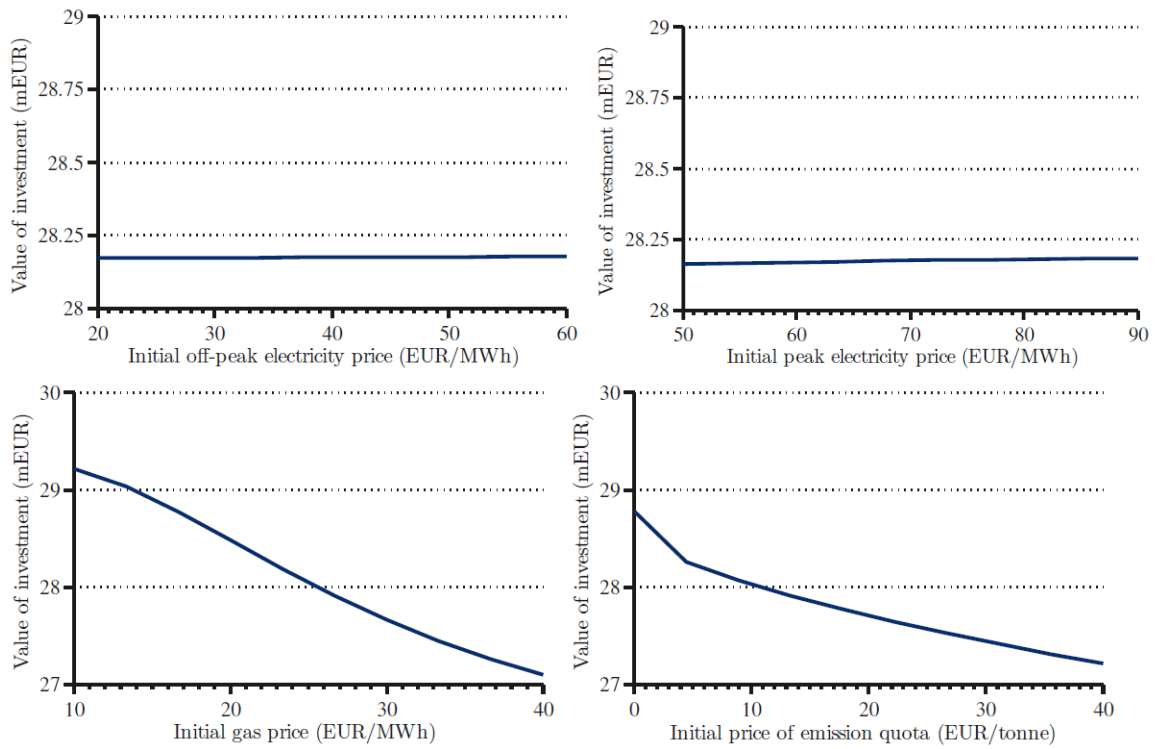 Value of investment (mEUR)
29
28.75
28.5
28.25
28
20 30 40 50 60
Initial off-peak electricity price (EUR/MWh)
Value of investment (mEUR)
29
28.75
28.5
28.25
28
50 60 70 80 90
Initial peak electricity price (EUR/MWh)
Value of investment (mEUR)
30
29
28
27
10 20 30 40
Initial gas price (EUR/MWh)
Value of investment (mEUR)
30
29
28
27
0 10 20 30 40
Initial price of emission quota (EUR/tonne)